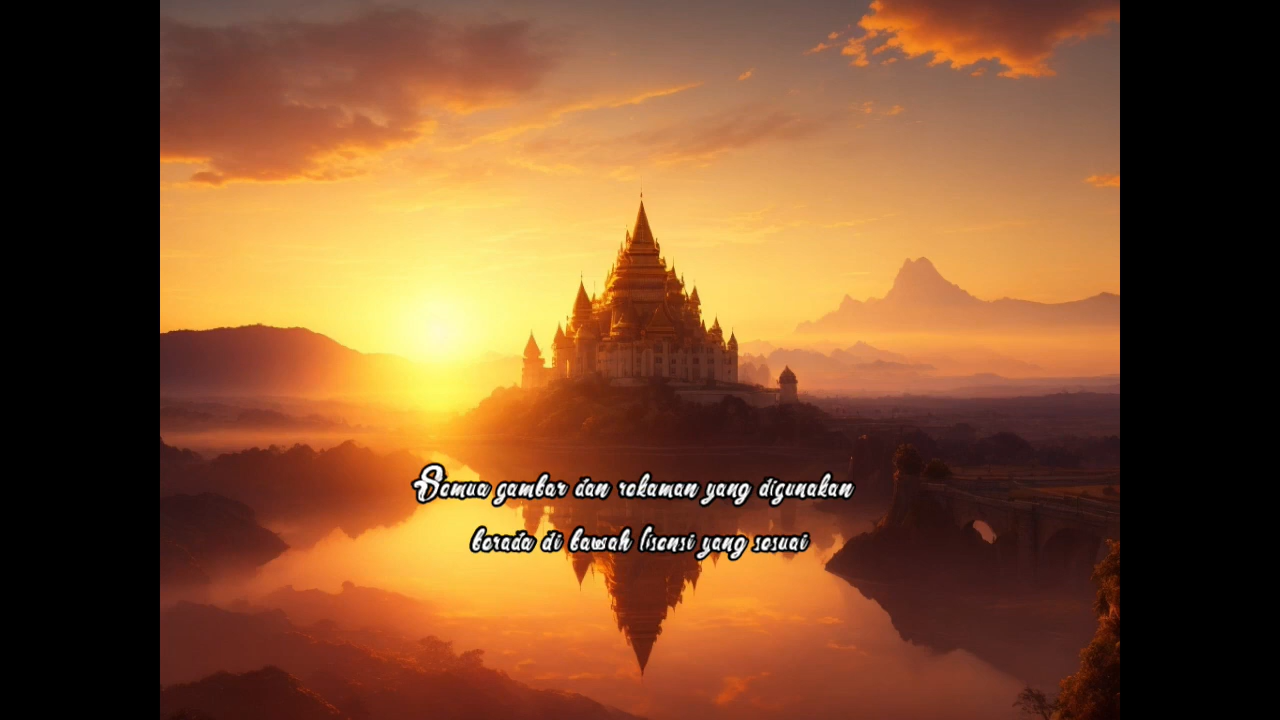 Semua gambar dan rekaman yang digunakan
berada di bawah lisensi yang sesuai